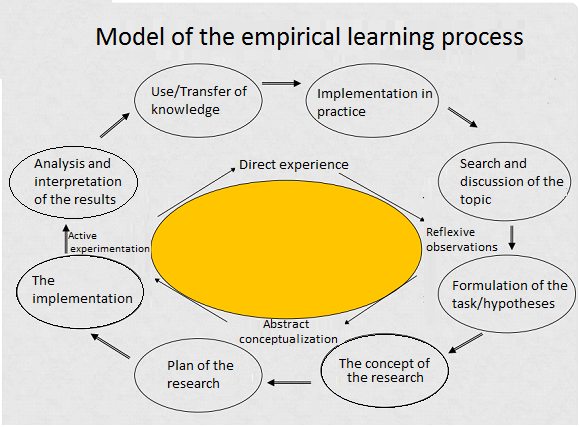 Model of the empirical learning process
Use/Transfer of
knowledge
Implementation in
practice
Search and
discussion of the
topic
Formulation of the
task/hypotheses
The concept of
the research
Plan of the
research
The
implementation
Analysis and
interpretation
of the results
Direct experience
Reflexive
observations
Abstract
conceptualization
Active
experimentation